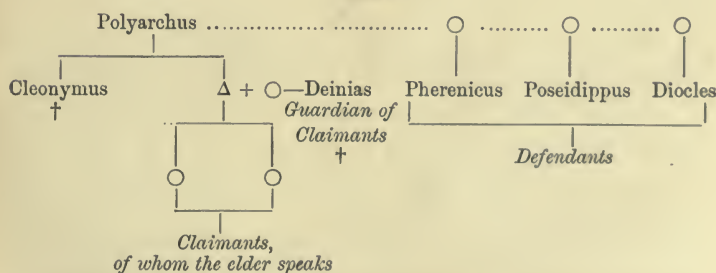 Polyarchus
Cleonymus Δ + ○—Deinias Pherenicus Poseidippus Diocles
† Guardian of
Claimants
† Defendants
Claimants,
of whom the elder speaks